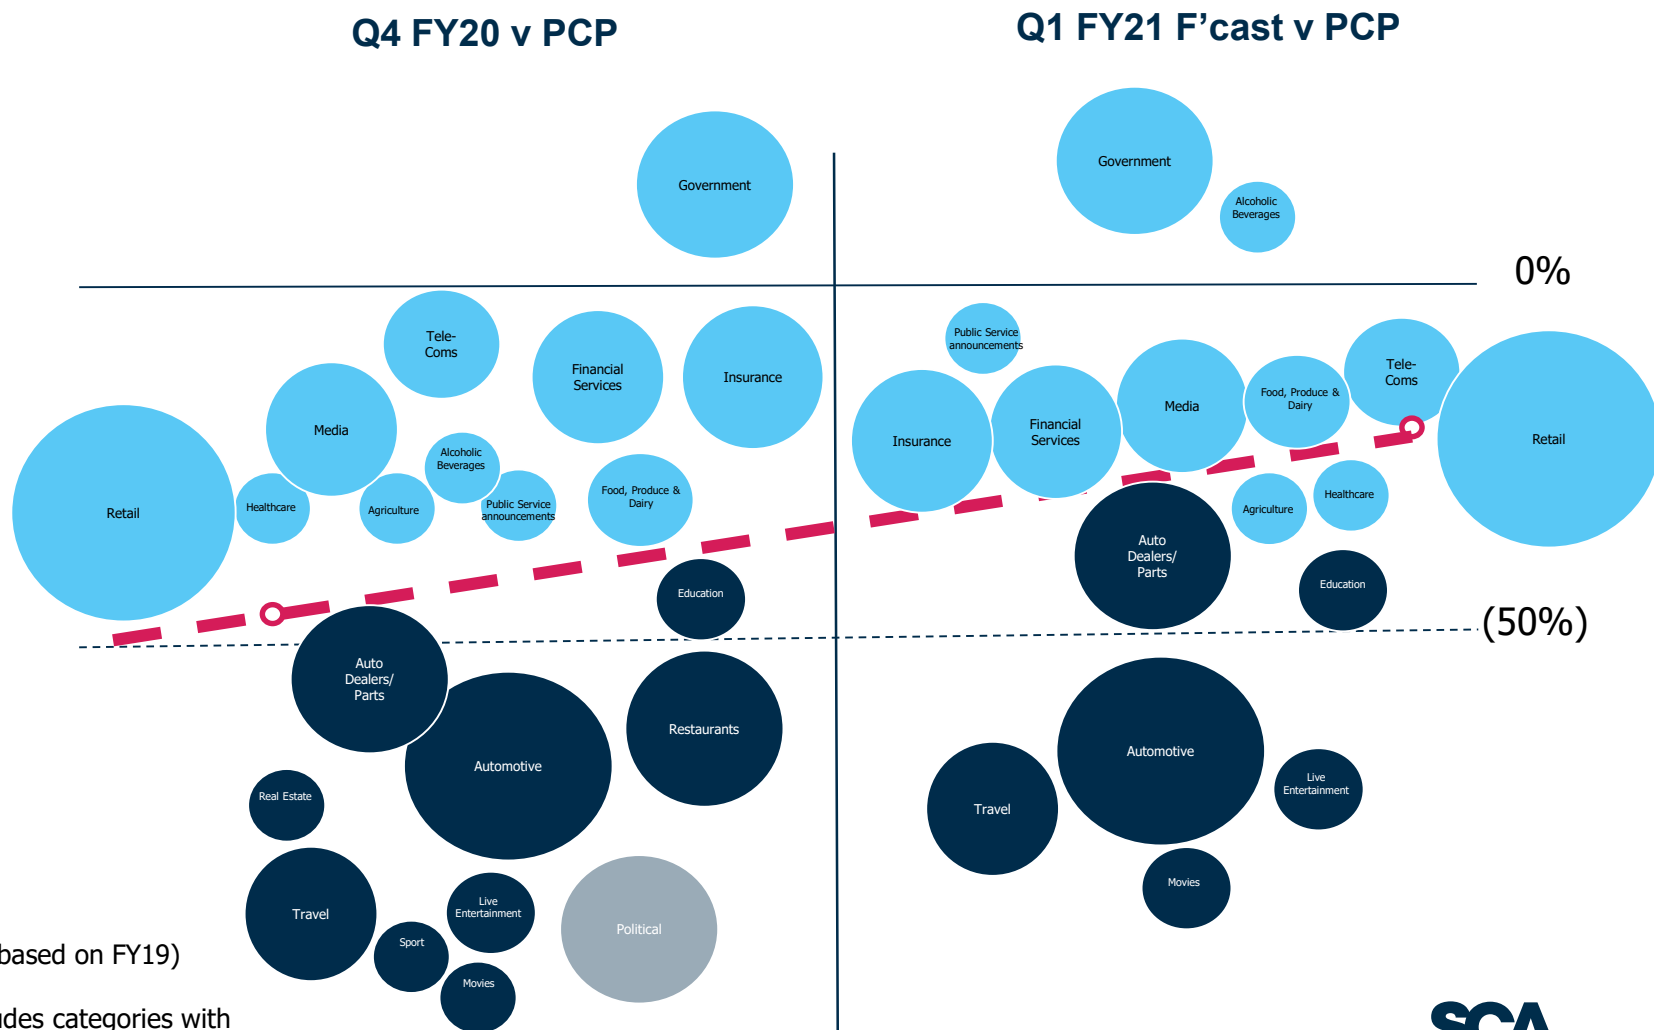 Q4 FY20 v PCP
Q1 FY21 F'cast v PCP
Government
Government
Alcoholic
Beverages
0%
Tele-
Coms
Financial
Services
Insurance
Media
Alcoholic
Beverages
Retail
Healthcare
Agriculture
Public Service
announcements
Food, Produce &
Dairy
Education
Public Service
announcements
Insurance
Financial
Services
Media
Food, Produce &
Dairy
Tele-
Coms
Retail
Auto
Dealers/
Parts
Agriculture
Healthcare
Education
(50%)
Auto
Dealers/
Parts
Automotive
Restaurants
Real Estate
Travel
Sport
Live
Entertainment
Movies
Political
Travel
Automotive
Live
Entertainment
Movies
based on FY19)
udes categories with
SCA